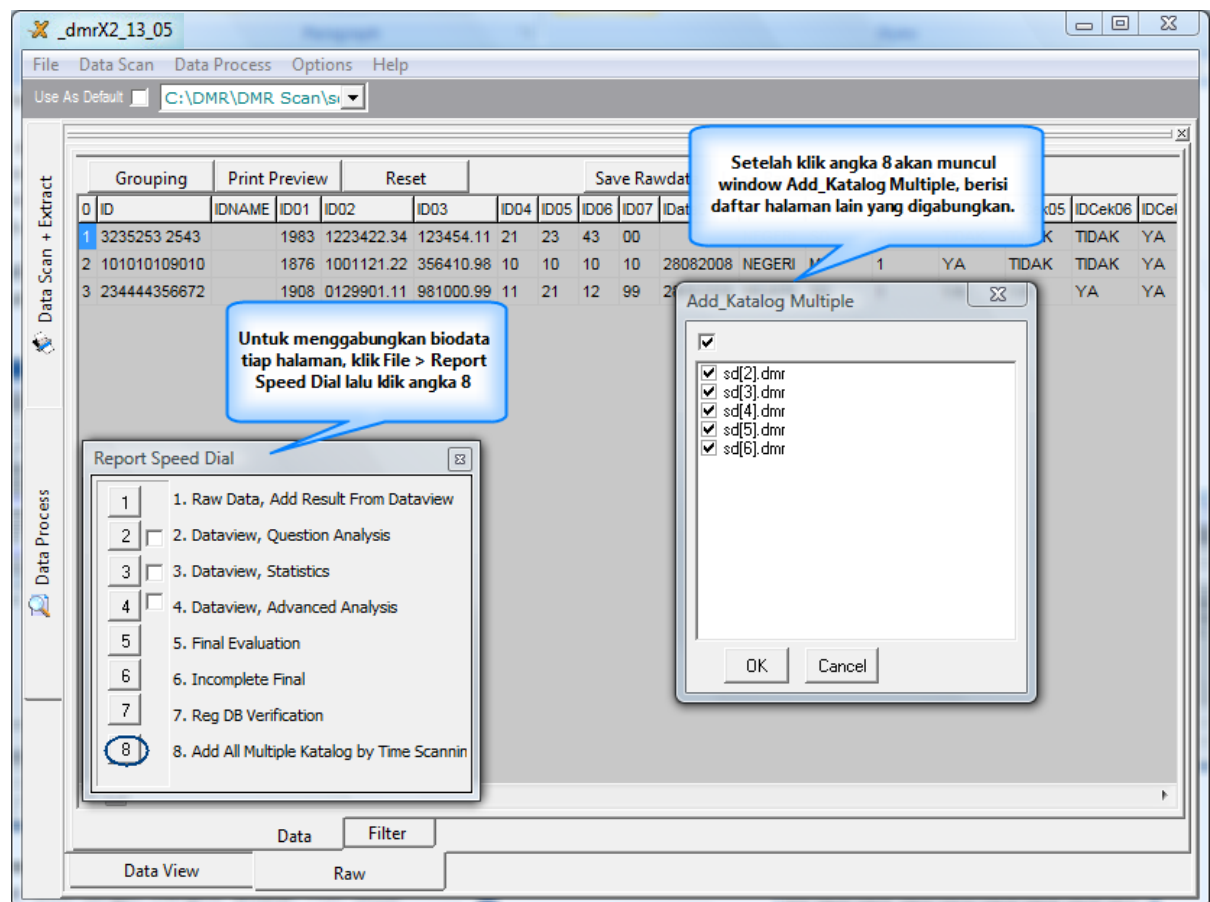 _dmrX2_13_05
File Data Scan Data Process Options Help
Use As Default C:\DMR\DMR Scan\s
Setelah klik angka 8 akan muncul
window Add_Katalog Multiple, berisi
daftar halaman lain yang digabungkan.
Grouping Print Preview Reset Save Rawdat
0 ID IDNAME ID01 ID02 ID03 ID04 ID05 ID06 ID07 IDat IDCek06 IDCel
1 3235253 2543 1983 1223422.34 123454.11 21 23 43 00 TIDAK YA
2 101010109010 1876 1001121.22 356410.98 10 10 10 10 28082008 NEGERI 1 YA TIDAK TIDAK YA
3 234444356672 1908 0129901.11 981000.99 11 21 12 99 YA YA
Data Scan + Extract
Data Process
Untuk menggabungkan biodata
tiap halaman, klik File > Report
Speed Dial lalu klik angka 8
Add_Katalog Multiple
sd[2].dmr
sd[3].dmr
sd[4].dmr
sd[5].dmr
sd[6].dmr
OK Cancel
Report Speed Dial
1 1. Raw Data, Add Result From Dataview
2 2. Dataview, Question Analysis
3 3. Dataview, Statistics
4 4. Dataview, Advanced Analysis
5 5. Final Evaluation
6 6. Incomplete Final
7 7. Reg DB Verification
8 8. Add All Multiple Katalog by Time Scannin
Data Filter
Data View Raw